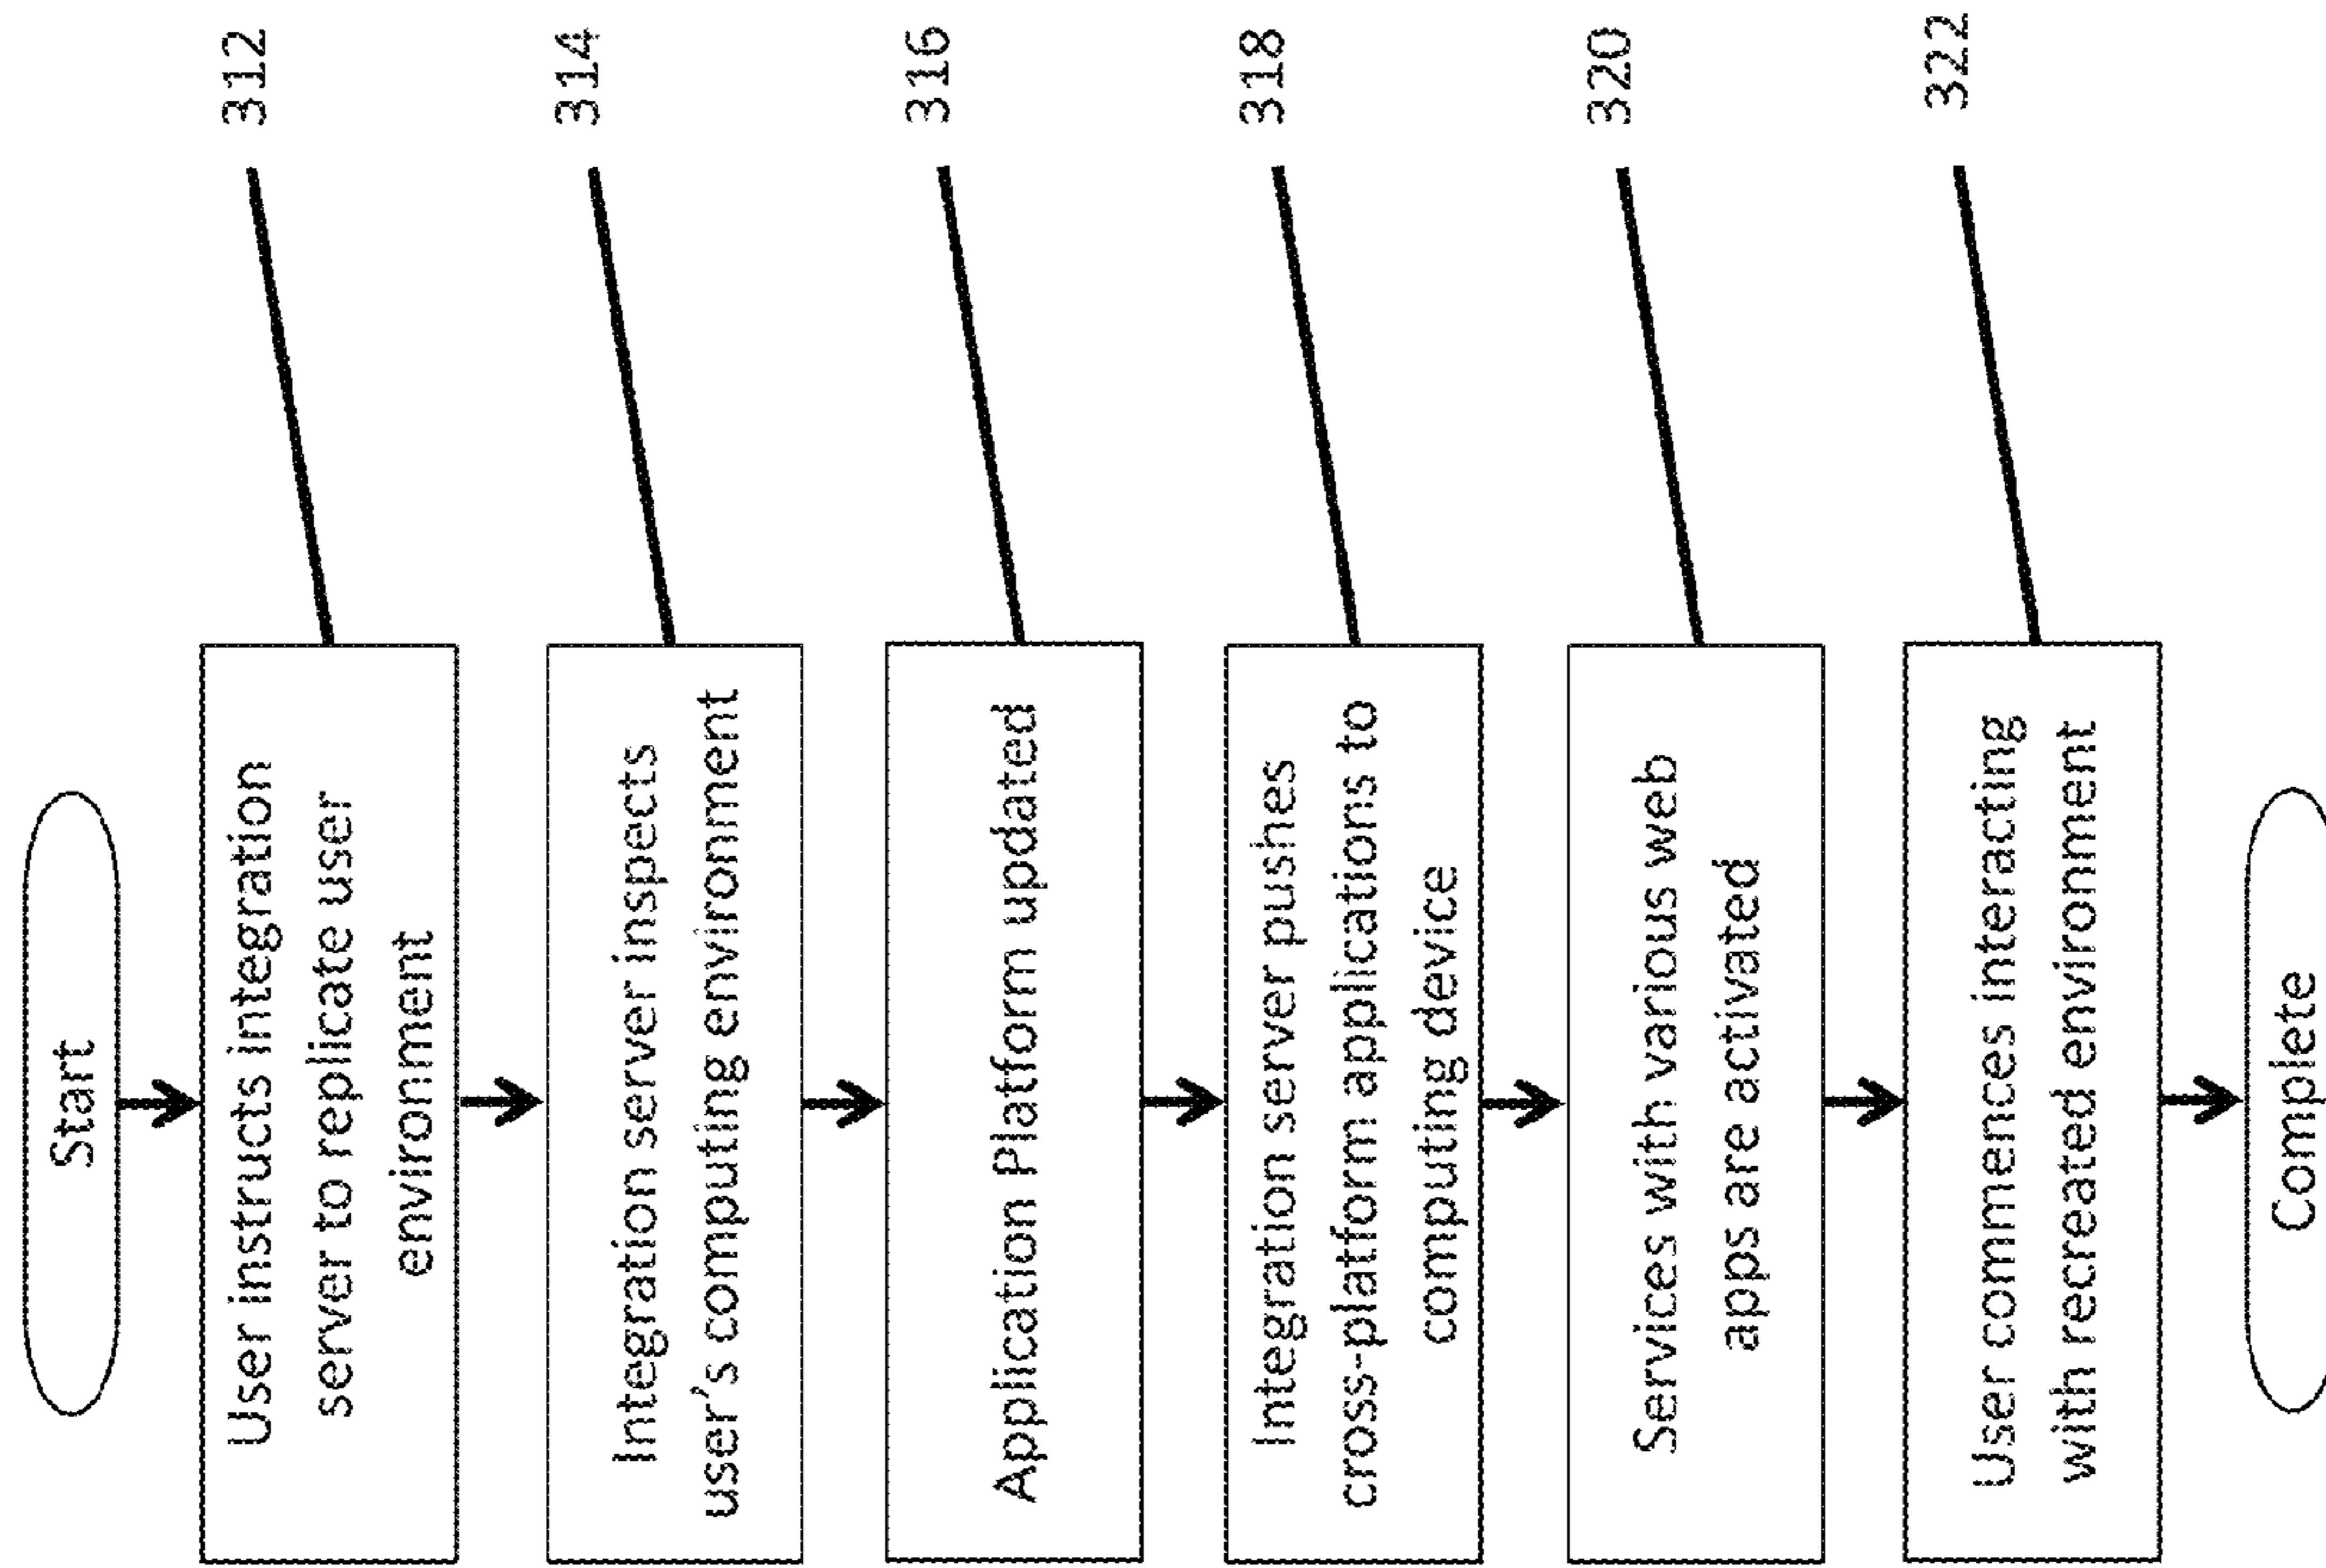 Start
User instructs integration
server to replicate user
environment
312
Integration server inspects
user's computing environment
314
Application Platform updated
316
Integration server pushes
cross-platform applications to
computing device
318
Services with various web
apps are activated
320
User commences interacting
with recreated environment
322
Complete